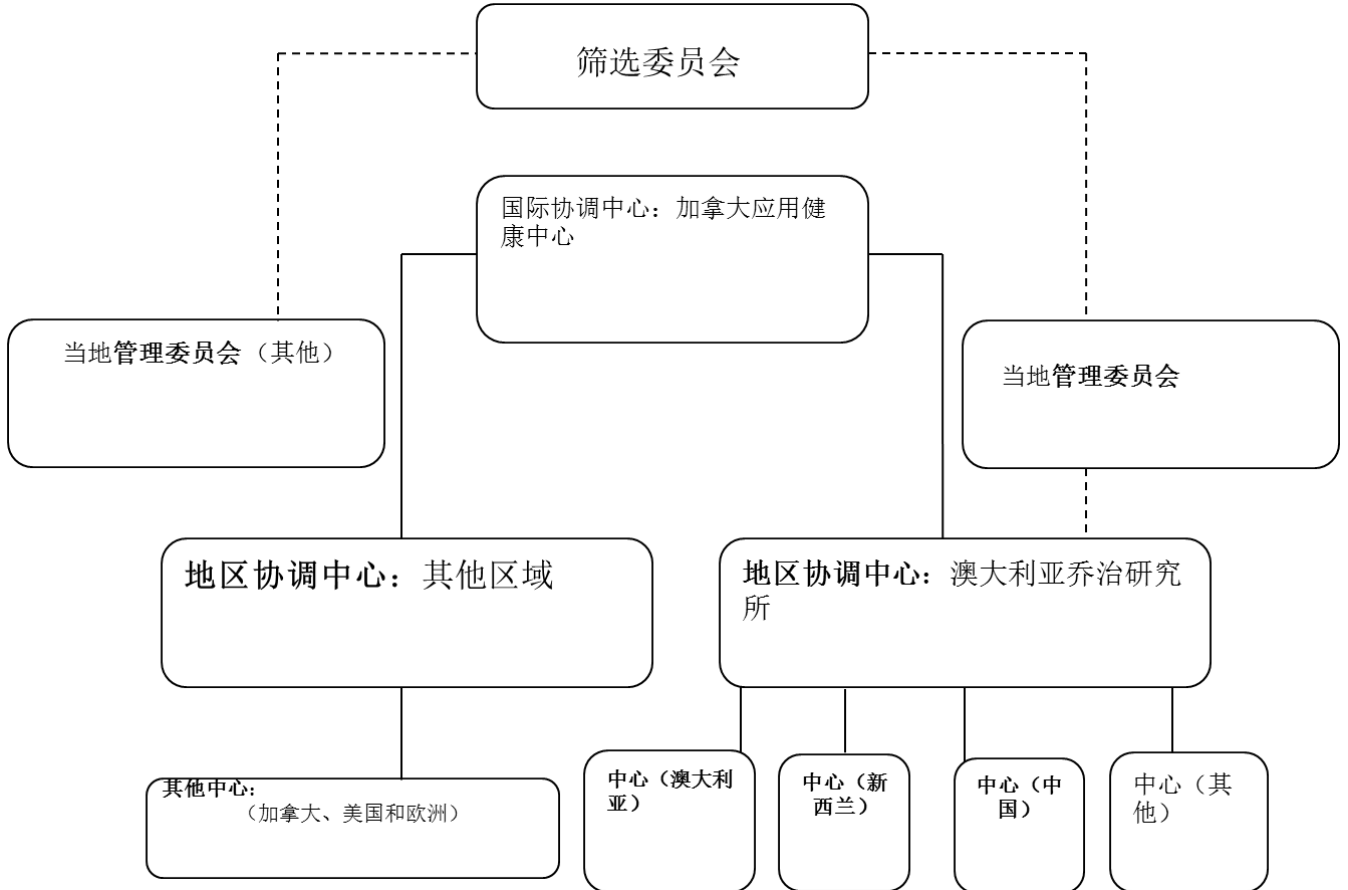 筛选委员会
国际协调中心：加拿大应用健
康中心
当地管理委员会（其他）
当地管理委员会
地区协调中心：其他区域
地区协调中心：澳大利亚乔治研究
所
其他中心：
（加拿大、美国和欧洲）
中心（澳大利
亚）
中心（新
西兰）
中心（中
国）
中心（其
他）